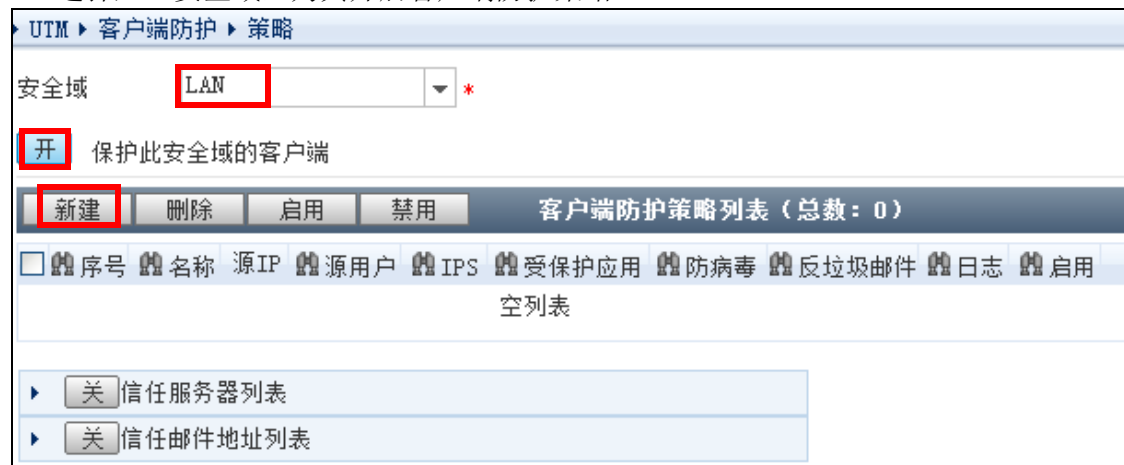 UTM 客户端防护 策略
安全域 LAN *
开 保护此安全域的客户端
新建 删除 启用 禁用 客户端防护策略列表（总数：0）
序号 名称 源IP 源用户 IPS 受保护应用 防病毒 反垃圾邮件 日志 启用
空列表
关 信任服务器列表
关 信任邮件地址列表